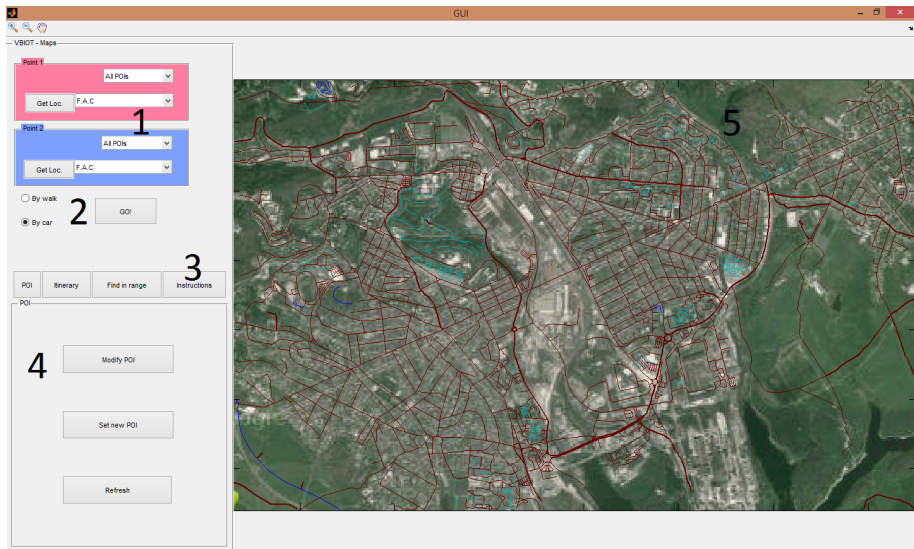 GUI
VBIOT - Maps
Point 1
All POIs
Get Loc. F.A.C
1
Point 2
All POIs
Get Loc. F.A.C
By walk
By car
2
GO!
3
POI Itinerary Find in range Instructions
POI
4
Modify POI
Set new POI
Refresh
5